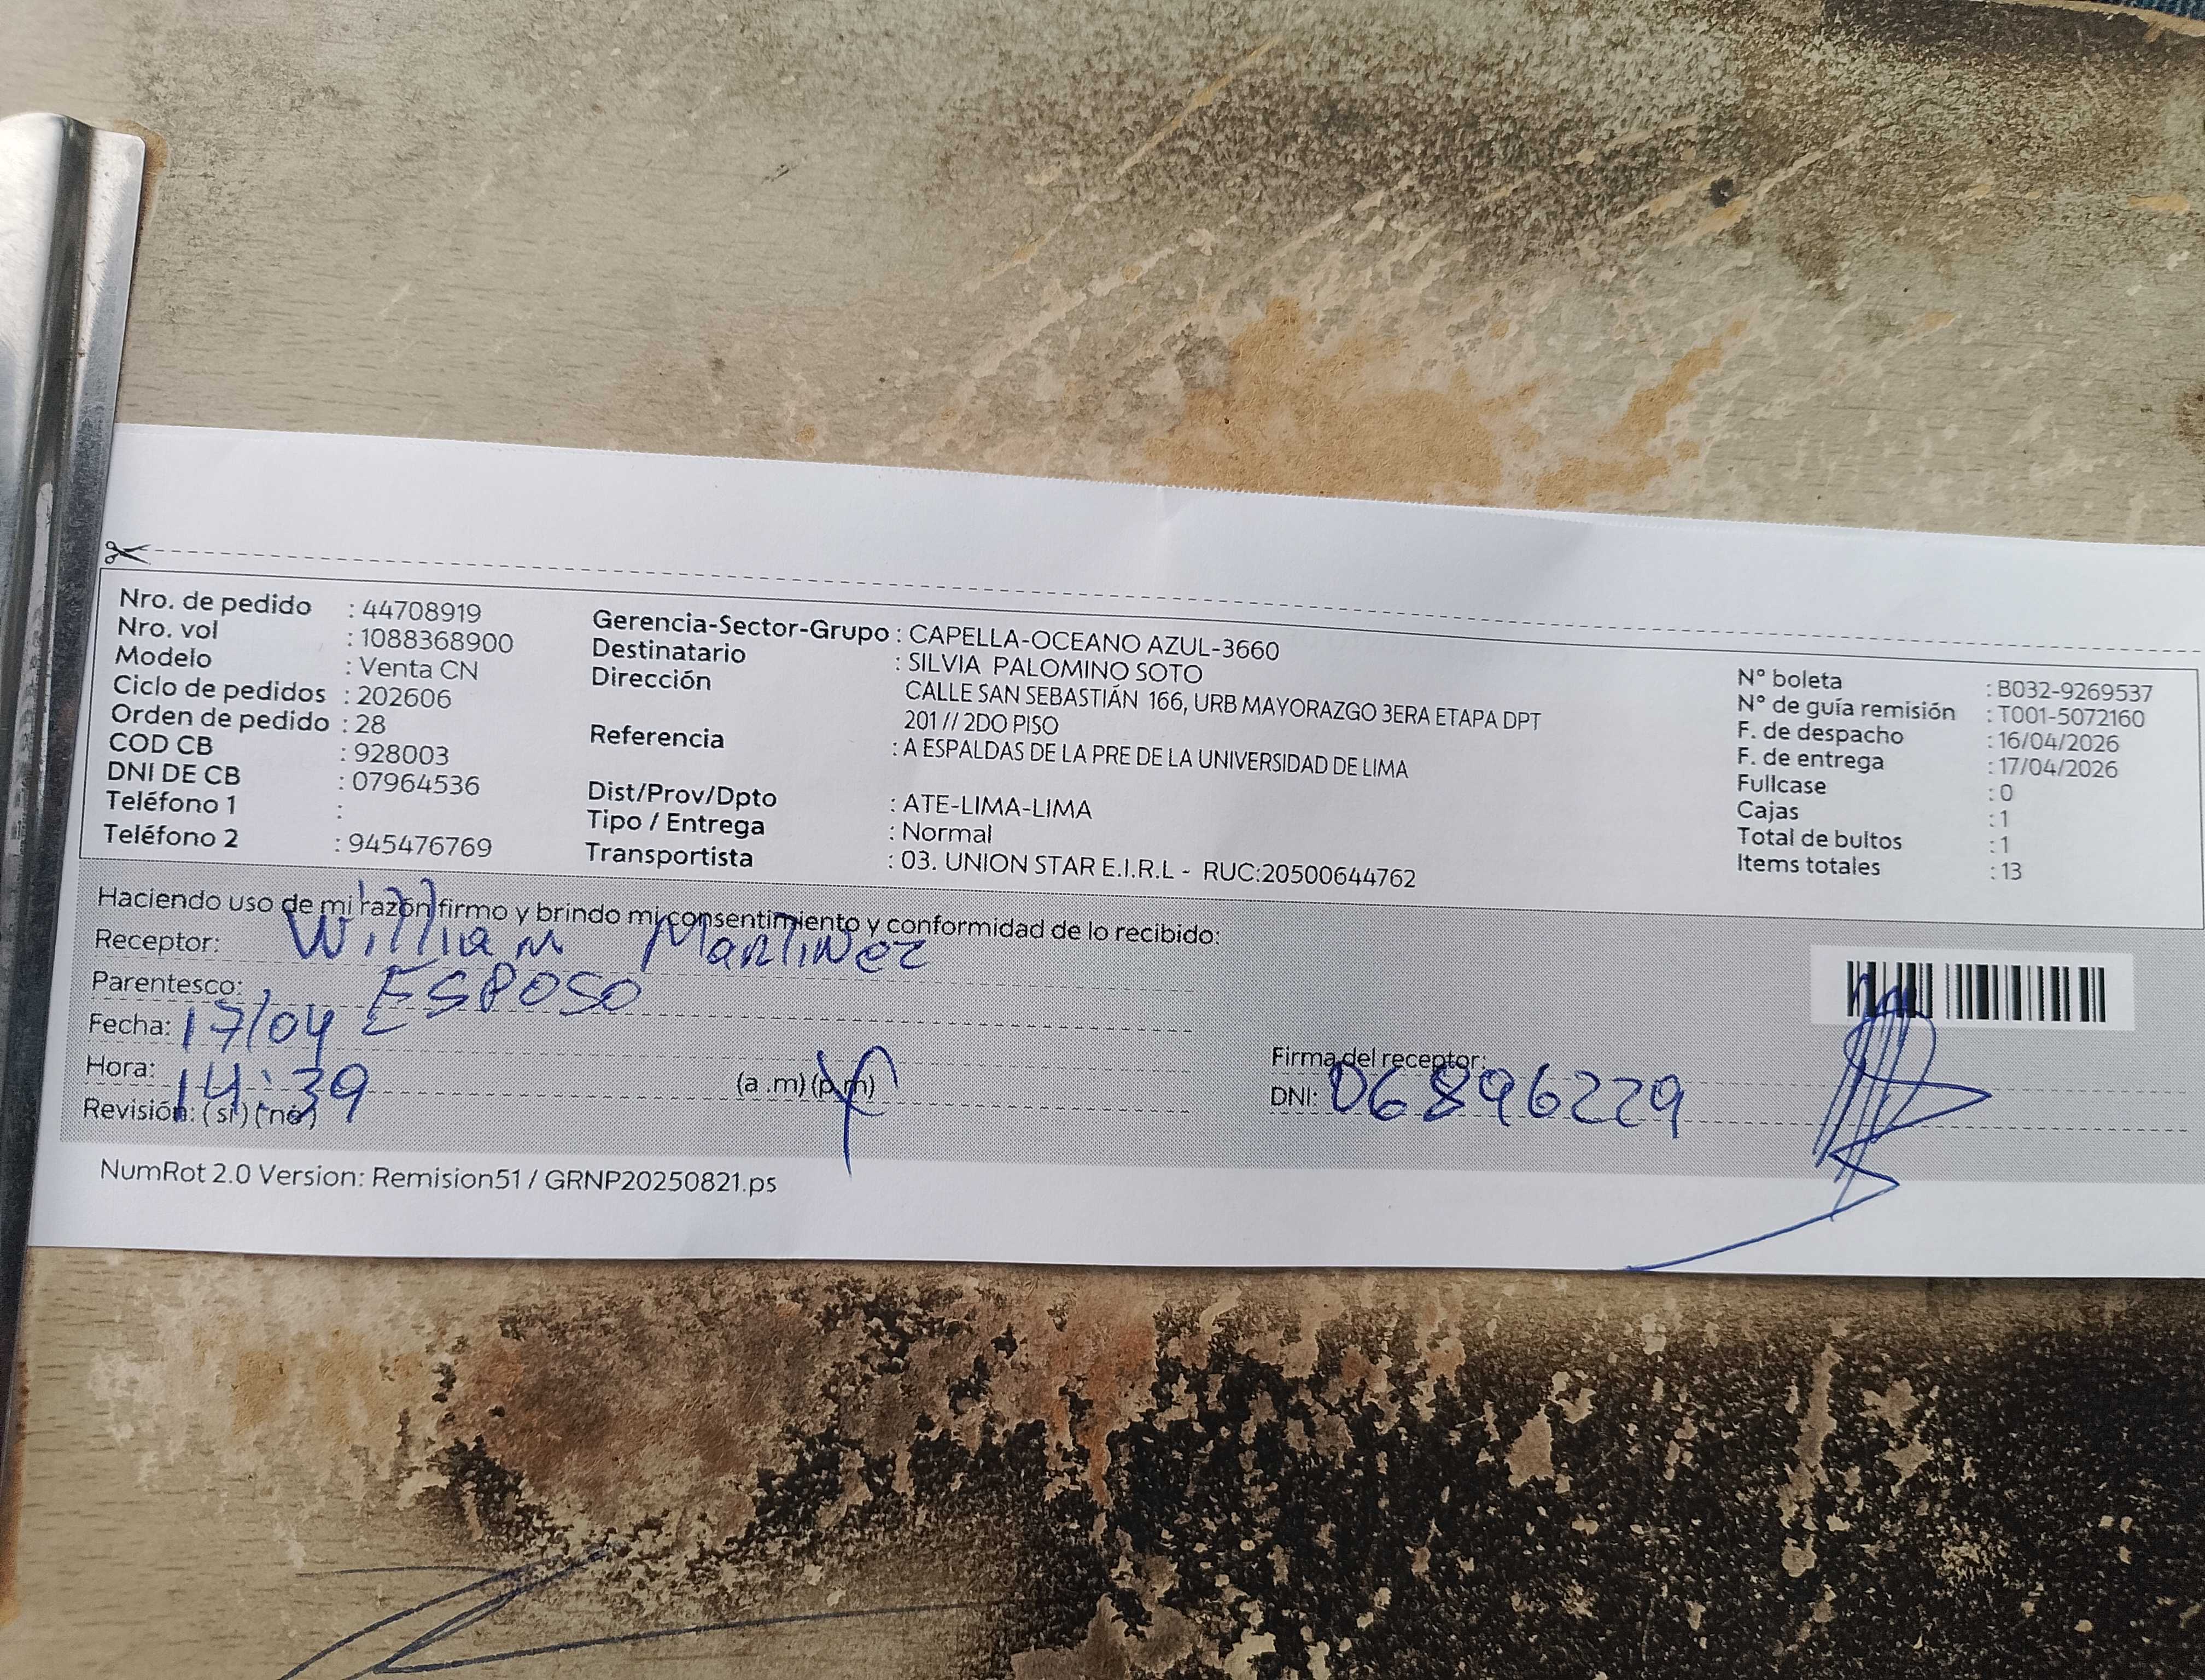 Nro. de pedido : 44708919
Nro. vol : 1088368900
Modelo : Venta CN
Ciclo de pedidos : 202606
Orden de pedido : 28
COD CB : 928003
DNI DE CB : 07964536
Teléfono 1 :
Teléfono 2 : 945476769
Gerencia-Sector-Grupo : CAPELLA-OCEANO AZUL-3660
Destinatario : SILVIA PALOMINO SOTO
Dirección CALLE SAN SEBASTIÁN 166, URB MAYORAZGO 3ERA ETAPA DPT
201 // 2DO PISO
Referencia : A ESPALDAS DE LA PRE DE LA UNIVERSIDAD DE LIMA
Dist/Prov/Dpto : ATE-LIMA-LIMA
Tipo / Entrega : Normal
Transportista : 03. UNION STAR E.I.R.L - RUC:20500644762
N° boleta : B032-9269537
N° de guía remisión : T001-5072160
F. de despacho : 16/04/2026
F. de entrega : 17/04/2026
Fullcase : 0
Cajas : 1
Total de bultos : 1
Items totales : 13
Haciendo uso de mi razón firmo y brindo mi consentimiento y conformidad de lo recibido:
Receptor: Willian Martinez
Parentesco: ESPOSO
Fecha: 17/04
Hora: 14:39 (a .m) (p.m)
Revisión: ( si ) ( no )
Firma del receptor:
DNI: 06896229
NumRot 2.0 Version: Remision51 / GRNP20250821.ps